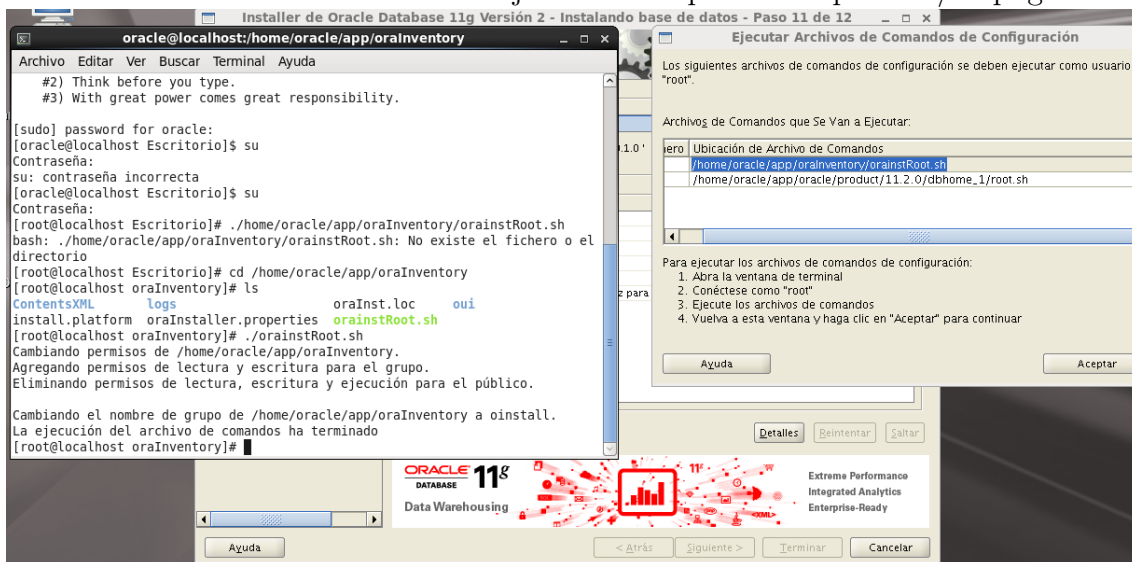 Installer de Oracle Database 11g Versión 2 - Instalando base de datos - Paso 11 de 12
oracle@localhost:/home/oracle/app/oraInventory
Archivo Editar Ver Buscar Terminal Ayuda
#2) Think before you type.
#3) With great power comes great responsibility.
[sudo] password for oracle:
[oracle@localhost Escritorio]$ su
Contraseña:
su: contraseña incorrecta
[oracle@localhost Escritorio]$ su
Contraseña:
[root@localhost Escritorio]# ./home/oracle/app/oraInventory/orainstRoot.sh
bash: ./home/oracle/app/oraInventory/orainstRoot.sh: No existe el fichero o el
directorio
[root@localhost Escritorio]# cd /home/oracle/app/oraInventory
[root@localhost oraInventory]# ls
ContentsXML logs oraInst.loc oui
install.platform oraInstaller.properties orainstRoot.sh
[root@localhost oraInventory]# ./orainstRoot.sh
Cambiando permisos de /home/oracle/app/oraInventory.
Agregando permisos de lectura y escritura para el grupo.
Eliminando permisos de lectura, escritura y ejecución para el público.
Cambiando el nombre de grupo de /home/oracle/app/oraInventory a oinstall.
La ejecución del archivo de comandos ha terminado
[root@localhost oraInventory]#
.1.0 '
z para
Ejecutar Archivos de Comandos de Configuración
Los siguientes archivos de comandos de configuración se deben ejecutar como usuario
"root".
Archivos de Comandos que Se Van a Ejecutar:
iero Ubicación de Archivo de Comandos
/home/oracle/app/oraInventory/orainstRoot.sh
/home/oracle/app/oracle/product/11.2.0/dbhome_1/root.sh
Para ejecutar los archivos de comandos de configuración:
1. Abra la ventana de terminal
2. Conéctese como "root"
3. Ejecute los archivos de comandos
4. Vuelva a esta ventana y haga clic en "Aceptar" para continuar
Ayuda Aceptar
Detalles Reintentar Saltar
ORACLE 11g
DATABASE
Data Warehousing
11g
<XML>
Extreme Performance
Integrated Analytics
Enterprise-Ready
Ayuda < Atrás Siguiente > Terminar Cancelar